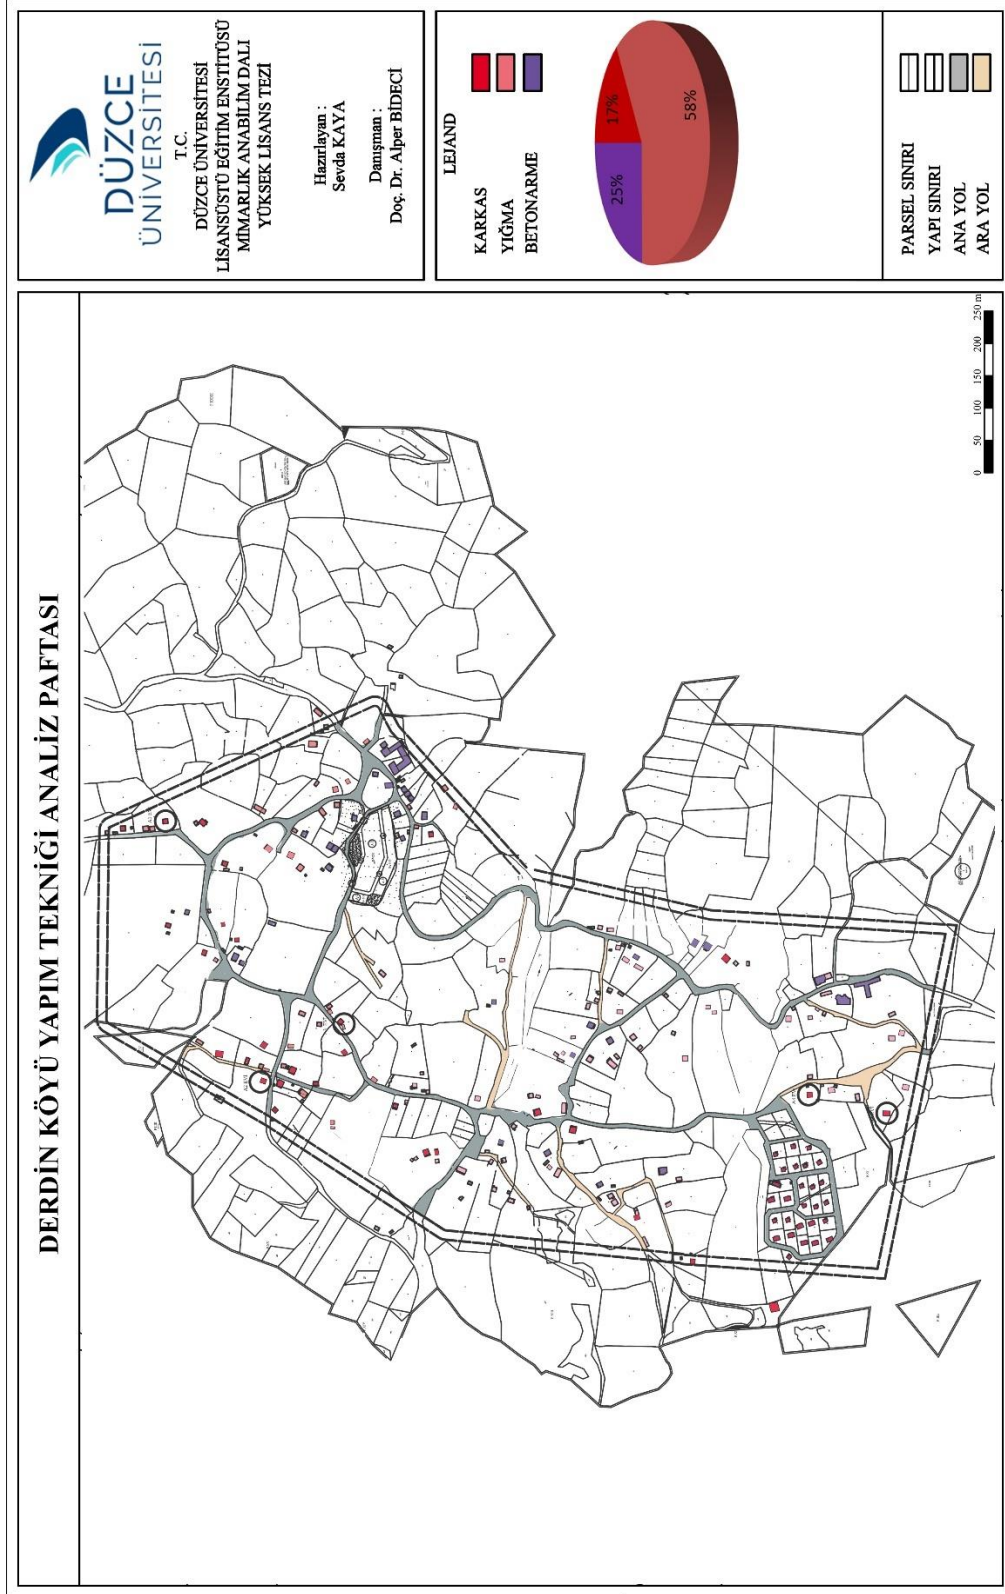 DERDİN KÖYÜ YAPIM TEKNİĞİ ANALİZ PAFTASI
DÜZCE
ÜNİVERSİTESİ
T.C.
DÜZCE ÜNİVERSİTESİ
LİSANSÜSTÜ EĞİTİM ENSTİTÜSÜ
MİMARLIK ANABİLİM DALI
YÜKSEK LİSANS TEZİ
Hazırlayan :
Sevda KAYA
Danışman :
Doç. Dr. Alper BİDECİ
LEJAND
KARKAS
YIĞMA
BETONARME
25%
17%
58%
PARSEL SINIRI
YAPI SINIRI
ANA YOL
ARA YOL
0 50 100 150 200 250 m